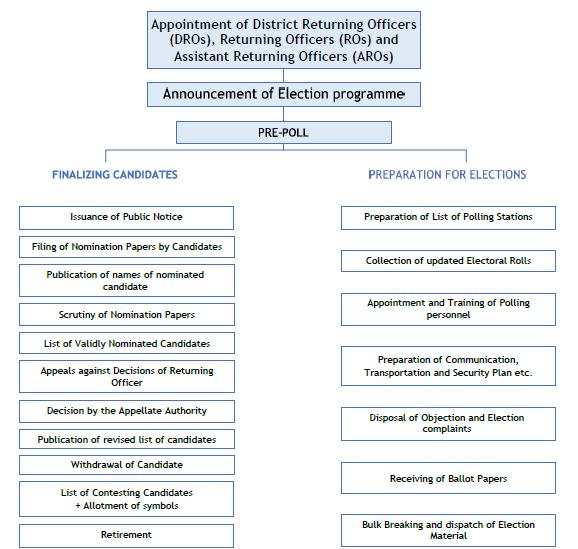 Appointment of District Returning Officers
(DROs), Returning Officers (ROs) and
Assistant Returning Officers (AROs)
Announcement of Election programme
PRE-POLL
FINALIZING CANDIDATES
Issuance of Public Notice
Filing of Nomination Papers by Candidates
Publication of names of nominated
candidate
Scrutiny of Nomination Papers
List of Validly Nominated Candidates
Appeals against Decisions of Returning
Officer
Decision by the Appellate Authority
Publication of revised list of candidates
Withdrawal of Candidate
List of Contesting Candidates
+ Allotment of symbols
Retirement
PREPARATION FOR ELECTIONS
Preparation of List of Polling Stations
Collection of updated Electoral Rolls
Appointment and Training of Polling
personnel
Preparation of Communication,
Transportation and Security Plan etc.
Disposal of Objection and Election
complaints
Receiving of Ballot Papers
Bulk Breaking and dispatch of Election
Material